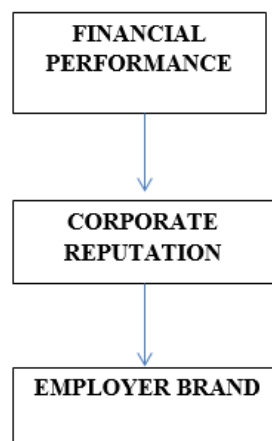 FINANCIAL
PERFORMANCE
CORPORATE
REPUTATION
EMPLOYER BRAND